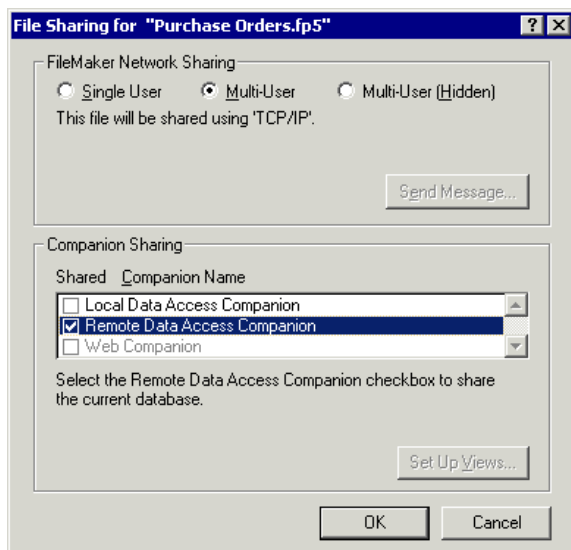 File Sharing for "Purchase Orders.fp5"
FileMaker Network Sharing
Single User Multi-User Multi-User (Hidden)
This file will be shared using 'TCP/IP'.
Send Message...
Companion Sharing
Shared Companion Name
Local Data Access Companion
Remote Data Access Companion
Web Companion
Select the Remote Data Access Companion checkbox to share
the current database.
Set Up Views...
OK Cancel